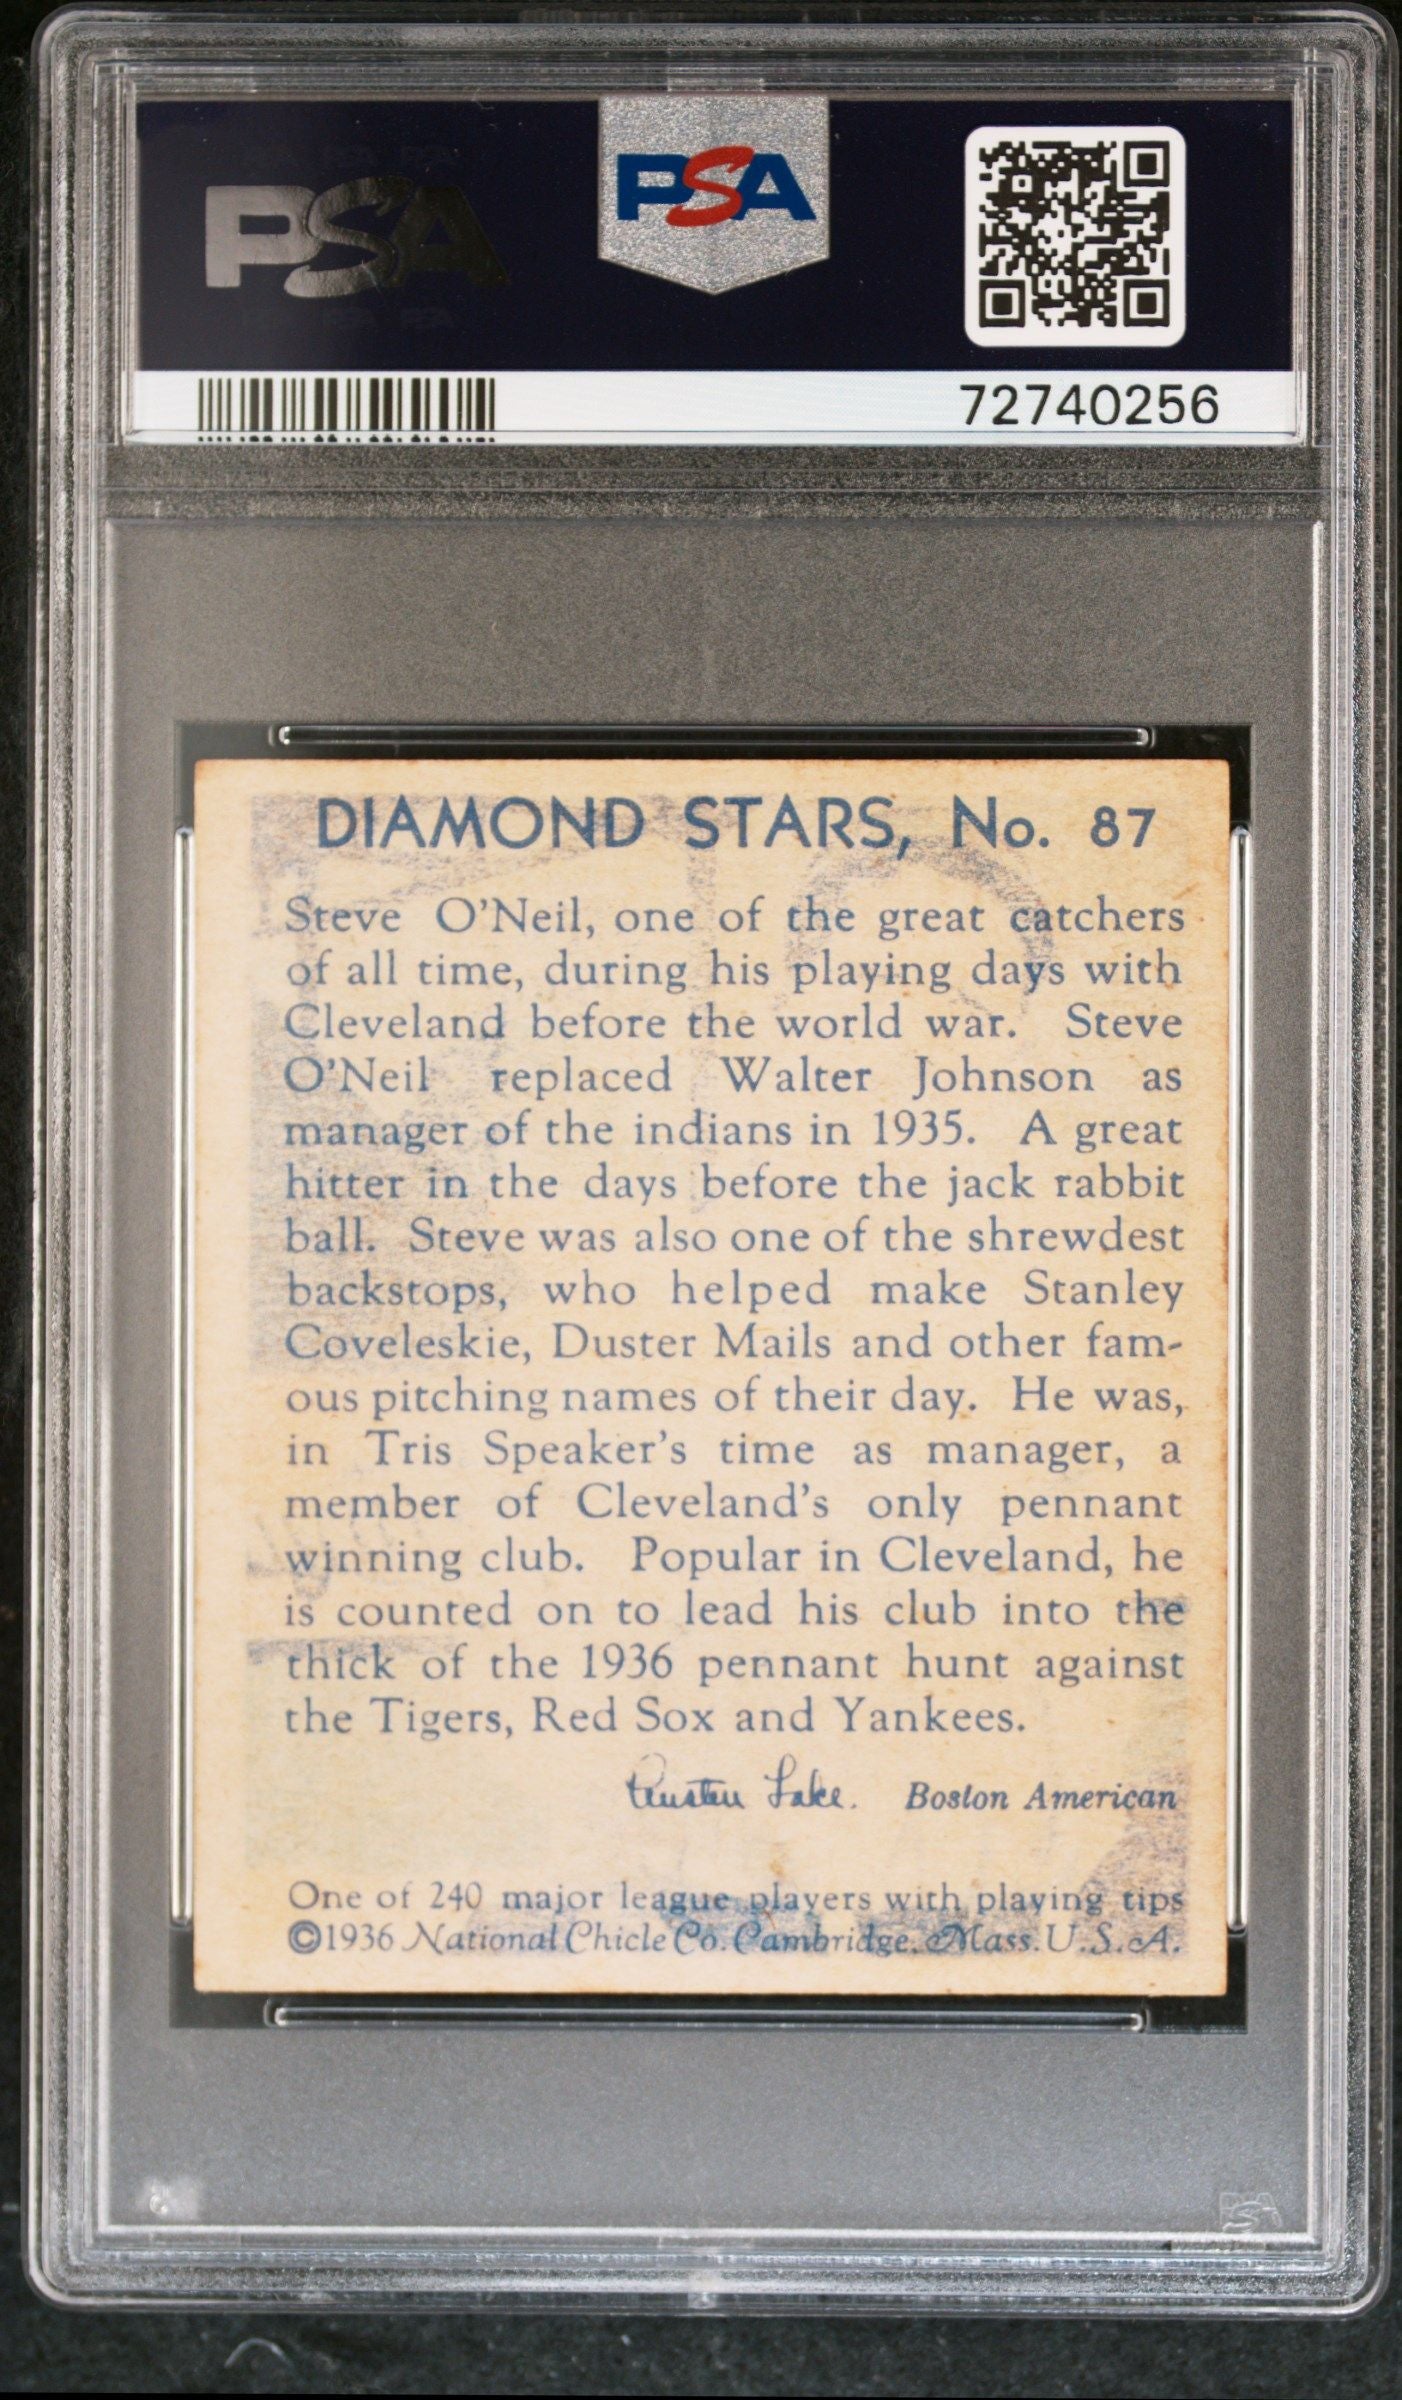 PSA
PSA
72740256
DIAMOND STARS, No. 87
Steve O'Neil, one of the great catchers
of all time, during his playing days with
Cleveland before the world war. Steve
O'Neil replaced Walter Johnson as
manager of the indians in 1935. A great
hitter in the days before the jack rabbit
ball. Steve was also one of the shrewdest
backstops, who helped make Stanley
Coveleskie, Duster Mails and other fam-
ous pitching names of their day. He was,
in Tris Speaker's time as manager, a
member of Cleveland's only pennant
winning club. Popular in Cleveland, he
is counted on to lead his club into the
thick of the 1936 pennant hunt against
the Tigers, Red Sox and Yankees.
Austen Lake. Boston American
One of 240 major league players with playing tips
©1936 National Chicle Co. Cambridge, Mass. U.S.A.
PSA